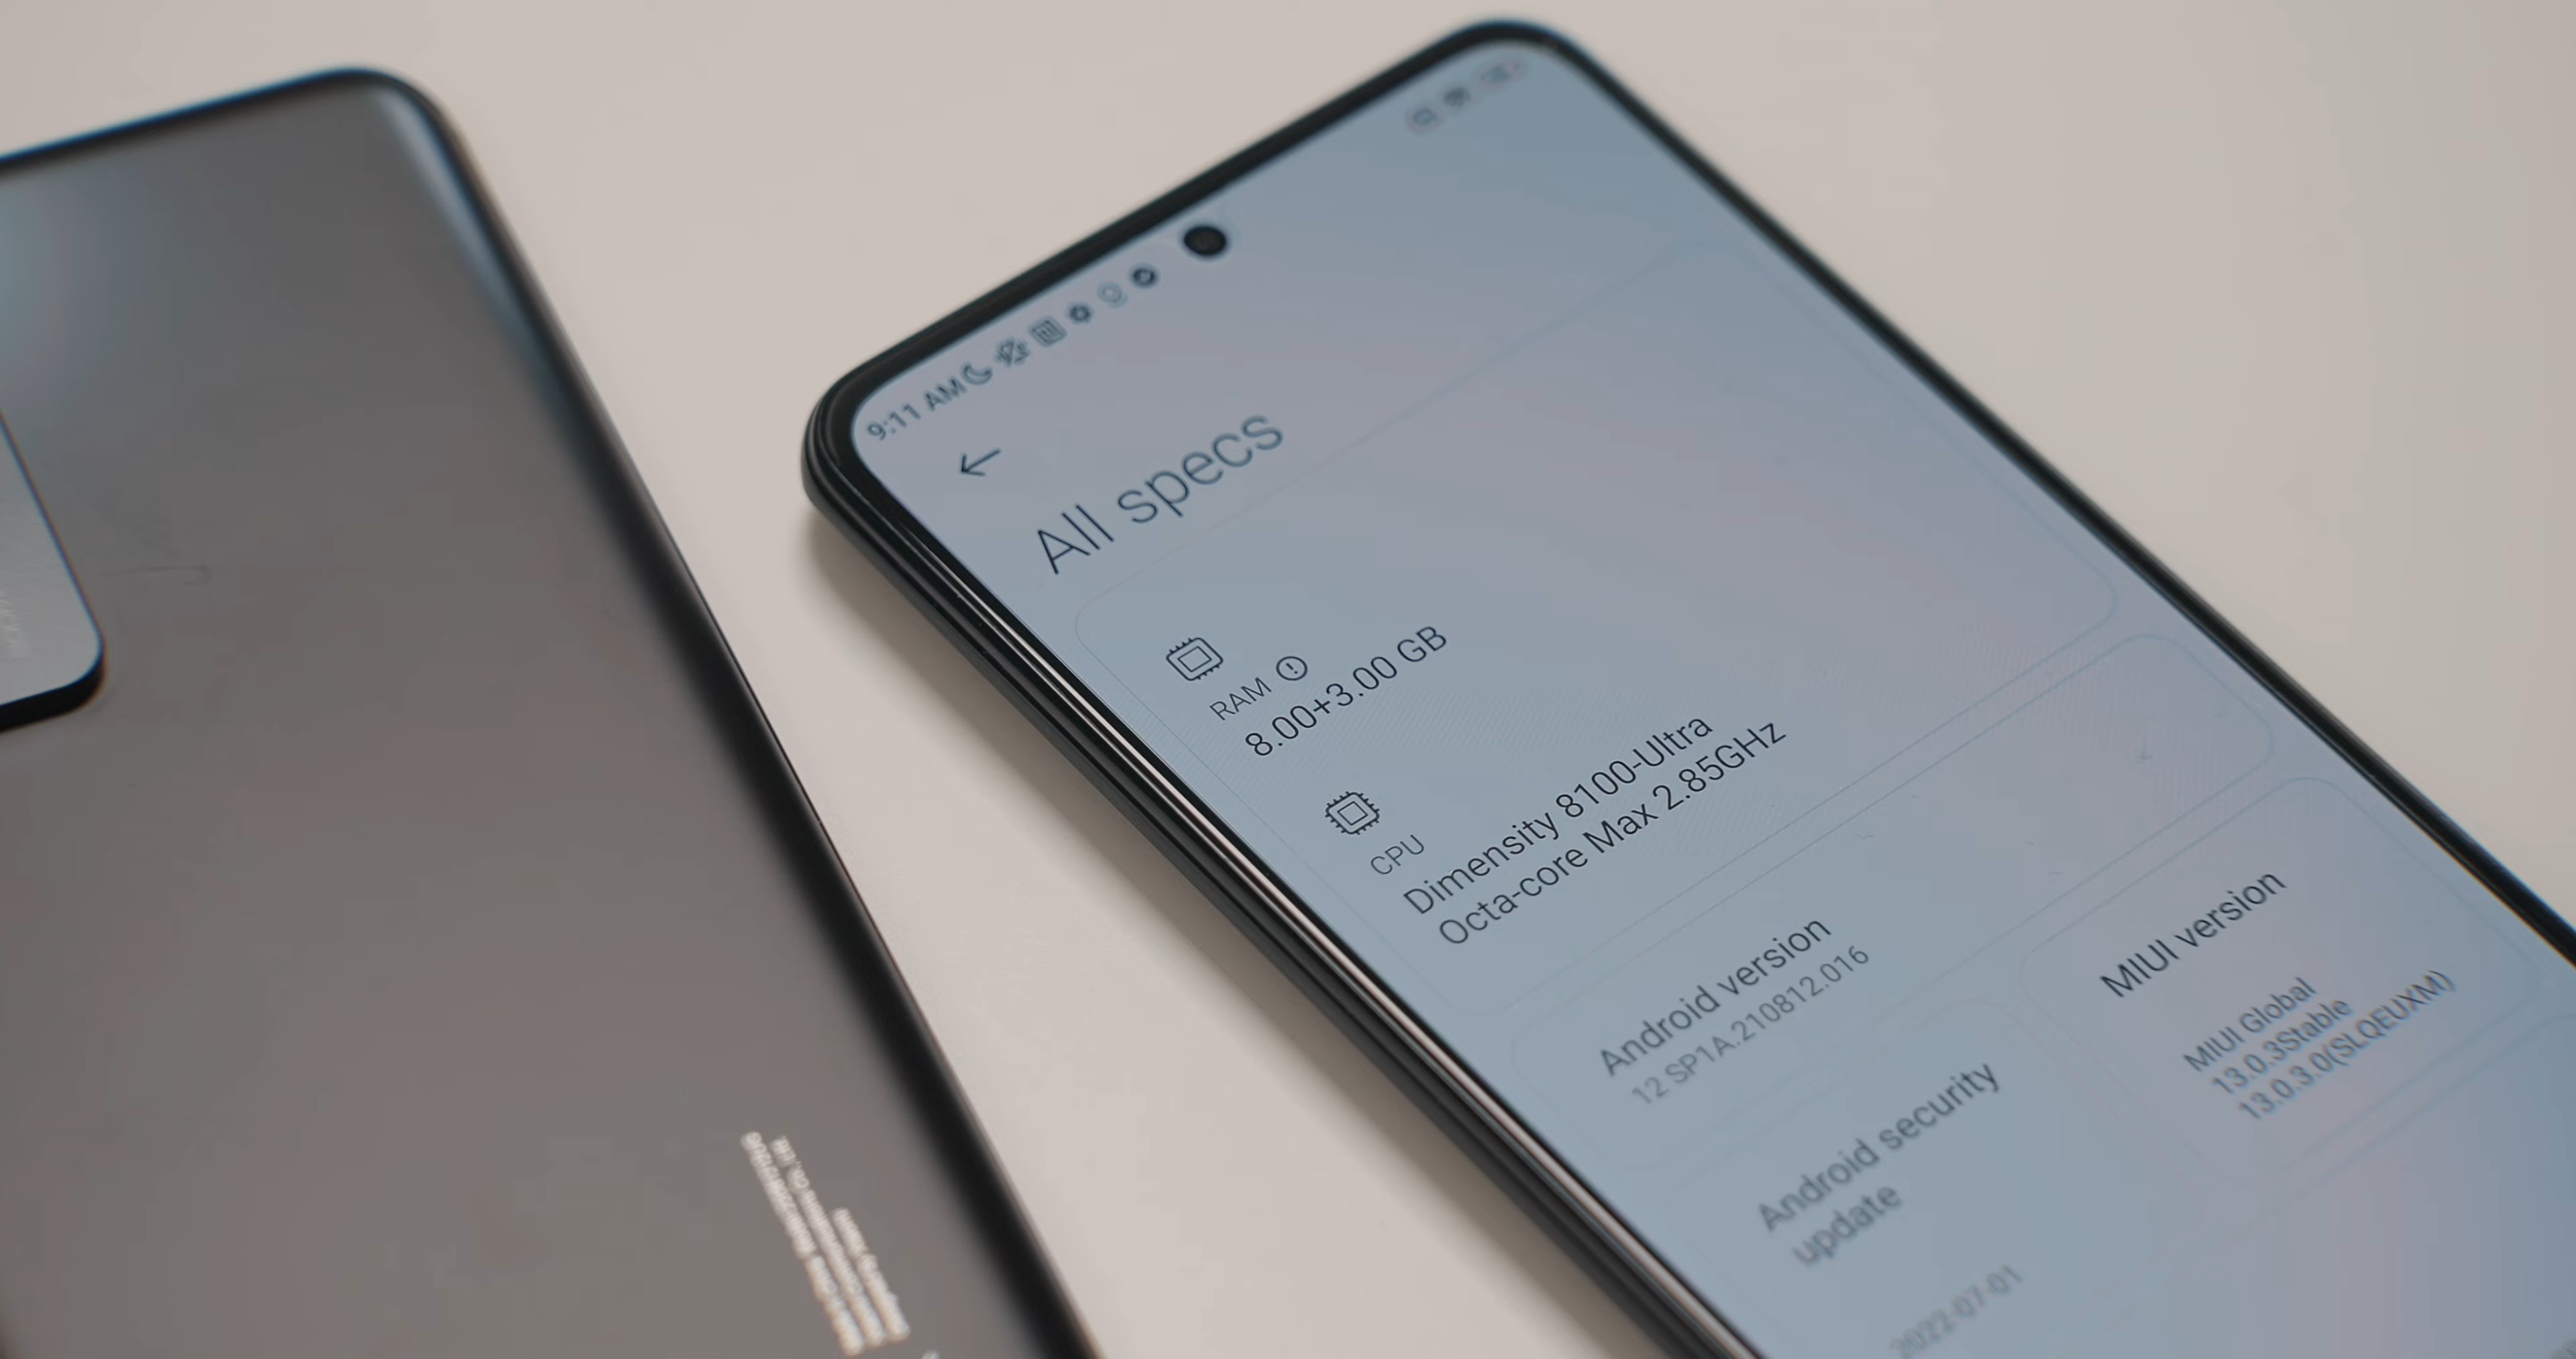 9:11 AM
All specs
RAM
8.00+3.00 GB
CPU
Dimensity 8100-Ultra
Octa-core Max 2.85GHz
Android version
12 SP1A.210812.016
MIUI version
MIUI Global
13.0.3Stable
13.0.3.0(SLQEUXM)
Android security
update
2022-07-01